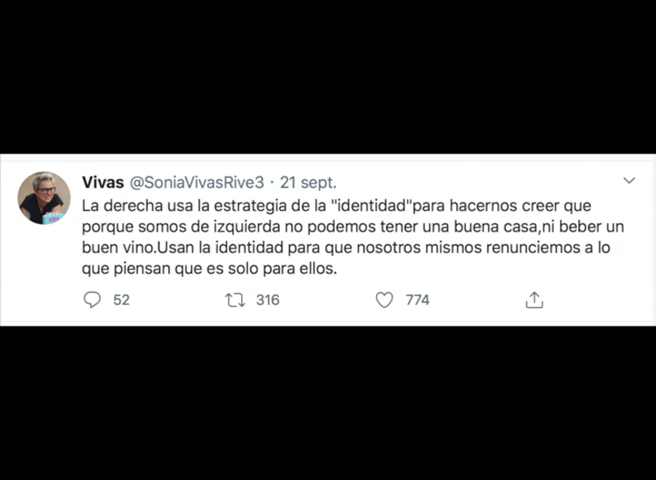 Vivas @SoniaVivasRive3 · 21 sept.
La derecha usa la estrategia de la "identidad"para hacernos creer que
porque somos de izquierda no podemos tener una buena casa,ni beber un
buen vino.Usan la identidad para que nosotros mismos renunciemos a lo
que piensan que es solo para ellos.
52 316 774